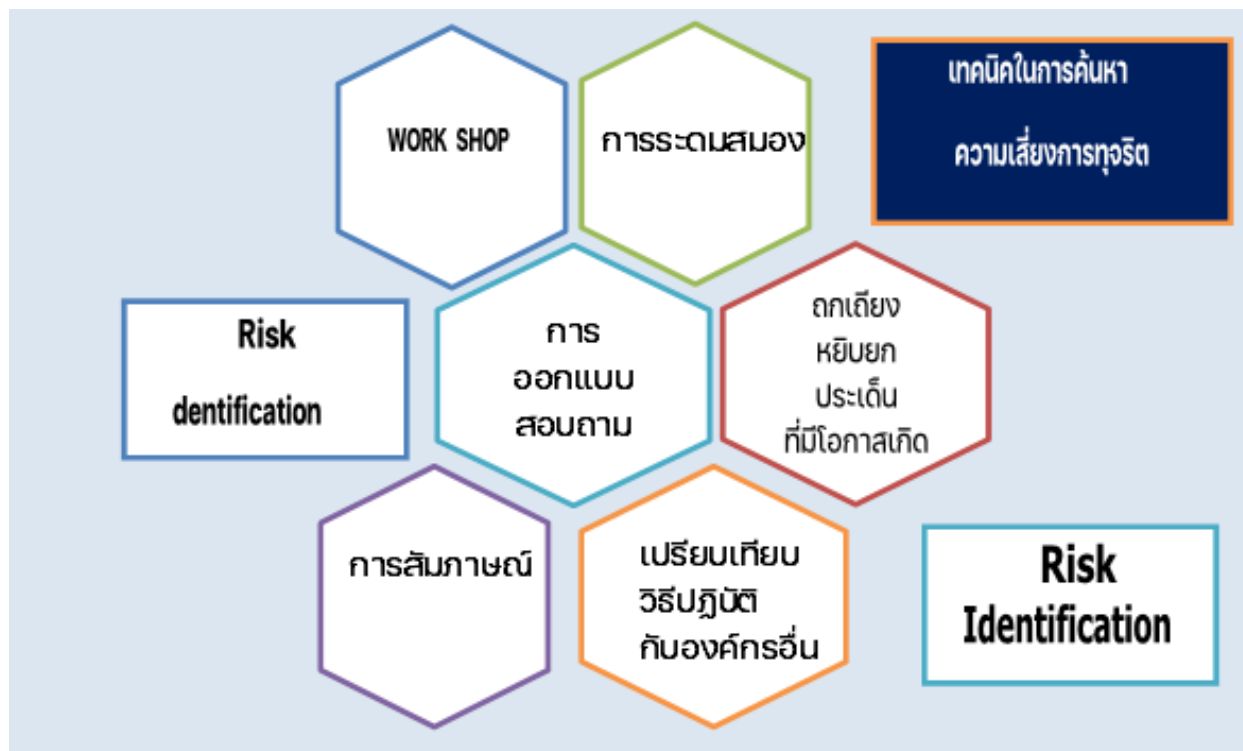 WORK SHOP
การระดมสมอง
เทคนิคในการค้นหา
ความเสี่ยงการทุจริต
Risk
dentification
การ
ออกแบบ
สอบถาม
ถกเถียง
หยิบยก
ประเด็น
ที่มีโอกาสเกิด
การสัมภาษณ์
เปรียบเทียบ
วิธีปฏิบัติ
กับองค์กรอื่น
Risk
Identification